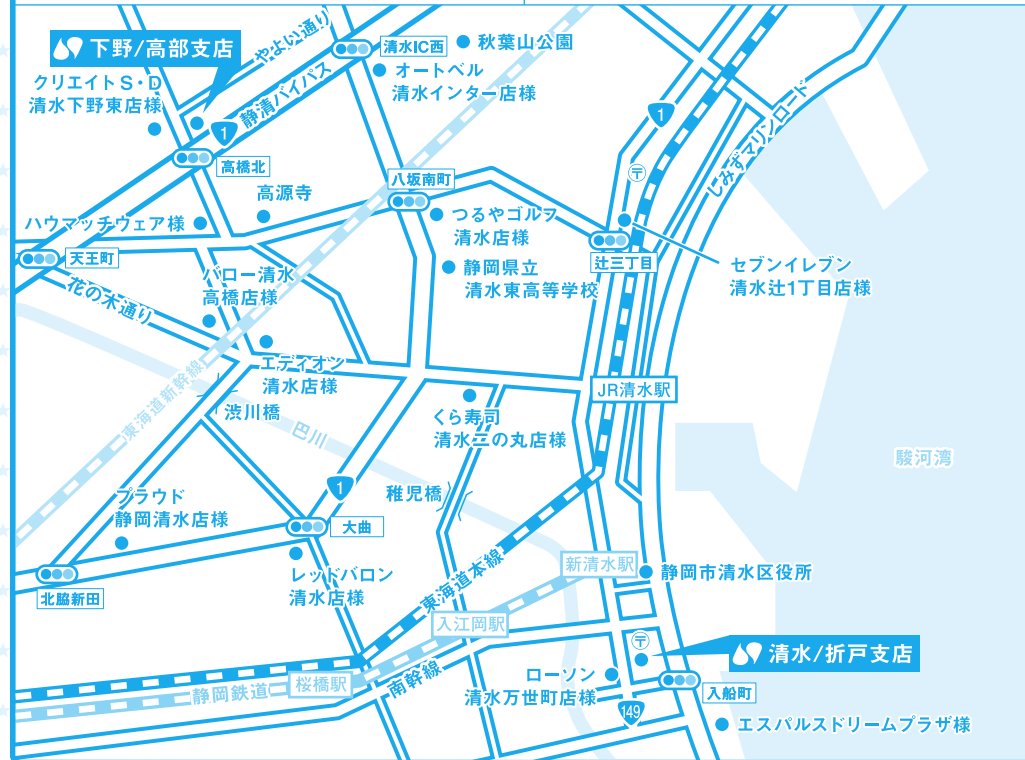 下野/高部支店
やよい通り
清水IC西
秋葉山公園
クリエイトS・D
清水下野東店様
静清バイパス
オートベル
清水インター店様
1
1
高橋北
八坂南町
〒
しみずマリンロード
高源寺
ハウマッチウェア様
つるやゴルフ
清水店様
天王町
辻三丁目
セブンイレブン
清水辻1丁目店様
静岡県立
清水東高等学校
バロー清水
高橋店様
花の木通り
エディオン
清水店様
JR清水駅
東海道新幹線
渋川橋
巴川
くら寿司
清水二の丸店様
駿河湾
1
稚児橋
プラウド
静岡清水店様
大曲
北脇新田
レッドバロン
清水店様
東海道本線
新清水駅
静岡市清水区役所
入江岡駅
〒
清水/折戸支店
静岡鉄道
桜橋駅
南幹線
ローソン
清水万世町店様
入船町
149
エスパルスドリームプラザ様